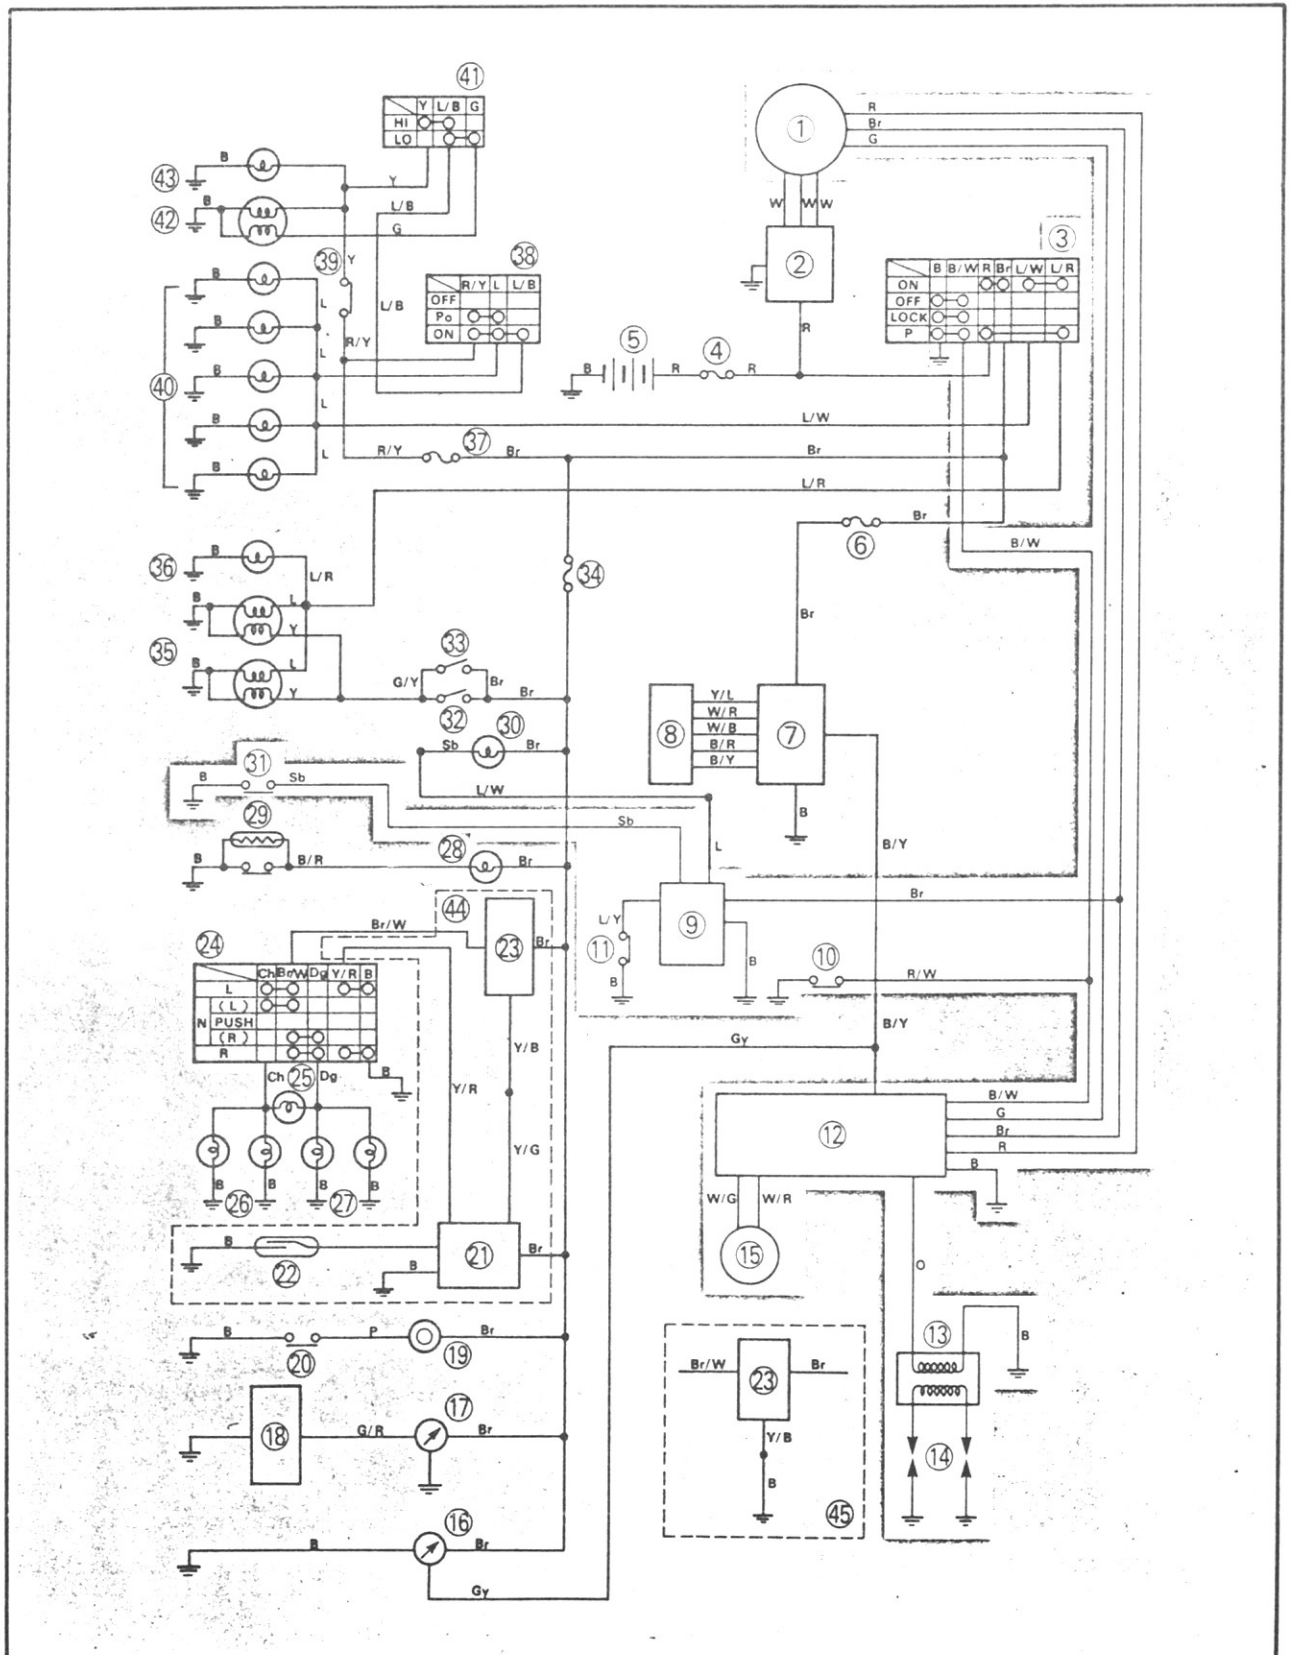 41
Y L/B G
HI
LO
1
R
Br
G
W W W
43
B
Y
42
B
L/B
G
2
3
B B/W R Br L/W L/R
ON
OFF
LOCK
P
39
Y
38
R/Y L L/B
OFF
Po
ON
B
L
L/B
R
B
L
R/Y
5
4
B
R
R
40
B
L
B
L/W
B
L
R/Y
37
Br
Br
L/R
6
Br
B/W
36
B
L/R
34
L
Y
Br
35
B
L
Y
33
G/Y
Br
32
Br
30
8
Y/L
W/R
W/B
B/R
B/Y
7
Sb
Br
31
B
Sb
L/W
B
Sb
29
B
B/R
28
Br
L
B/Y
44
Br/W
23
Br
L/Y
9
Br
11
B
B
10
R/W
24
Ch Br/W Dg Y/R B
L
(L)
N PUSH
(R)
R
B/Y
Gy
Y/B
Ch 25 Dg
B
Y/R
B/W
G
12
Br
R
B
Y/G
B
26
B
B
27
B
W/G W/R
15
O
B
22
21
Br
B
B
20
P
19
Br
13
B
Br/W
23
Br
18
G/R
17
Br
Y/B
B
14
45
16
B
Br
Gy